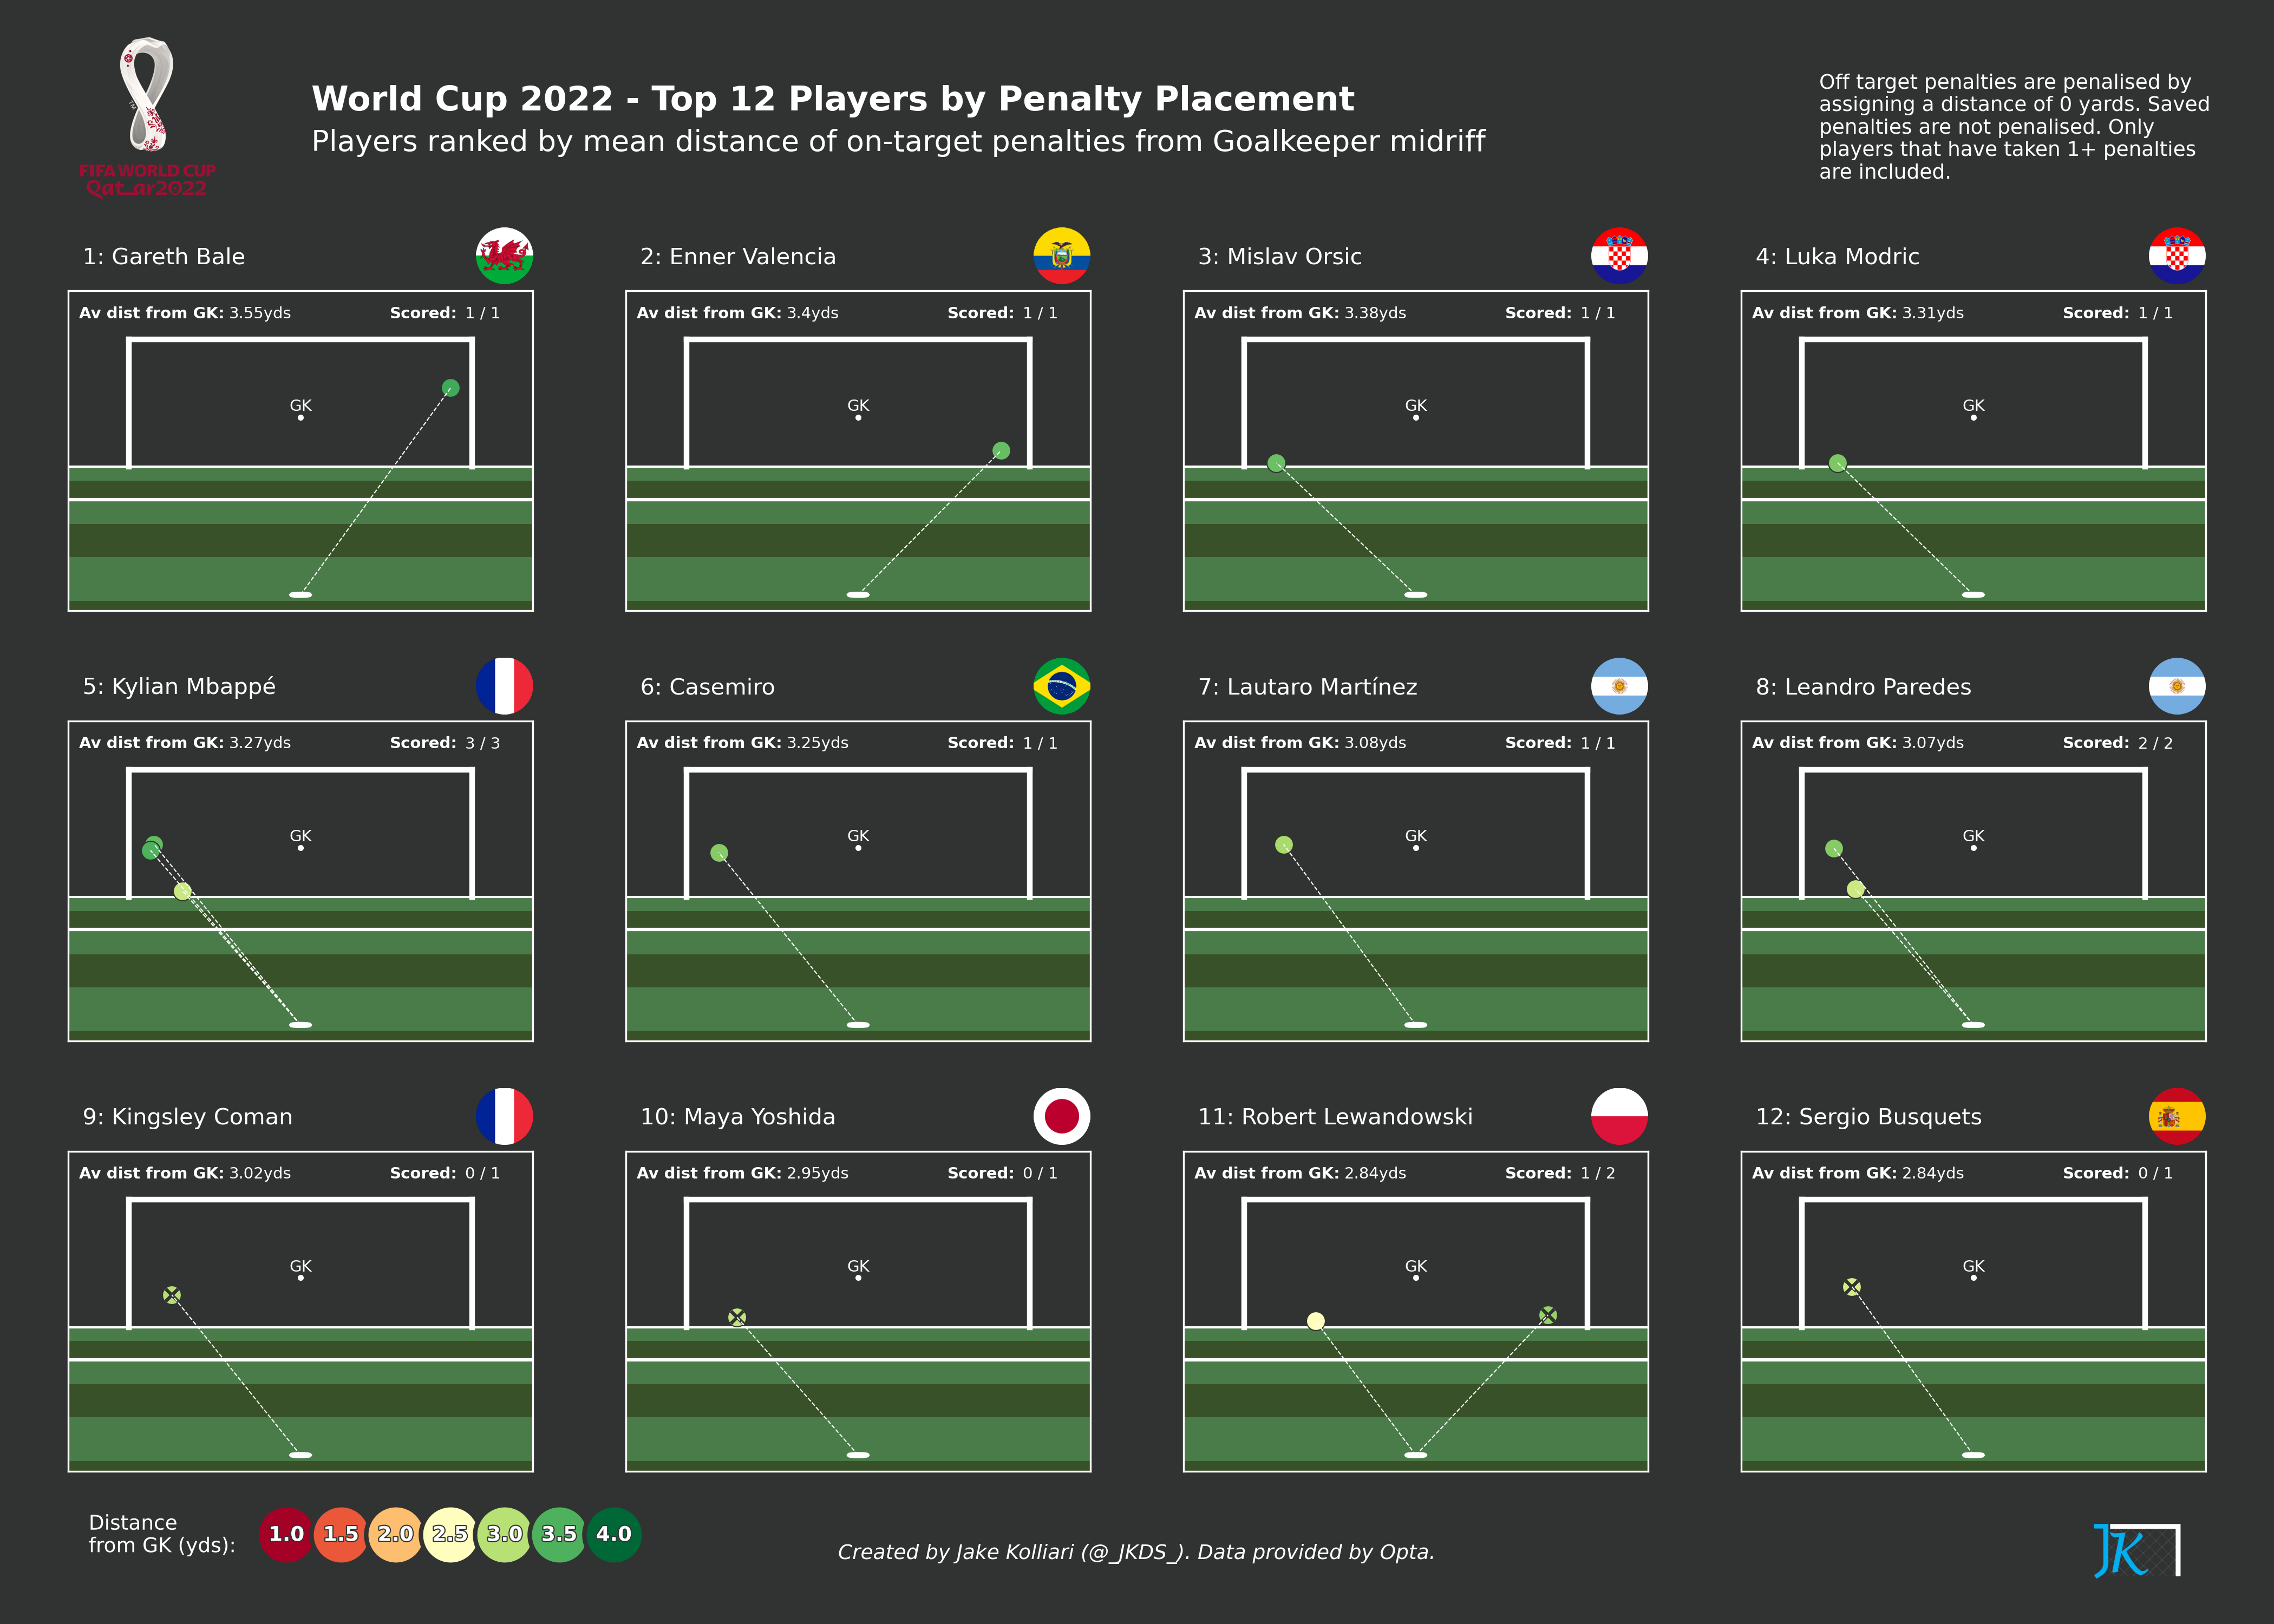 World Cup 2022 - Top 12 Players by Penalty Placement
Players ranked by mean distance of on-target penalties from Goalkeeper midriff
Off target penalties are penalised by
assigning a distance of 0 yards. Saved
penalties are not penalised. Only
players that have taken 1+ penalties
are included.
TM
FIFA WORLD CUP
Qatar2022
1: Gareth Bale
Av dist from GK: 3.55yds Scored: 1 / 1
GK
2: Enner Valencia
Av dist from GK: 3.4yds Scored: 1 / 1
GK
3: Mislav Orsic
Av dist from GK: 3.38yds Scored: 1 / 1
GK
4: Luka Modric
Av dist from GK: 3.31yds Scored: 1 / 1
GK
5: Kylian Mbappé
Av dist from GK: 3.27yds Scored: 3 / 3
GK
6: Casemiro
Av dist from GK: 3.25yds Scored: 1 / 1
GK
7: Lautaro Martínez
Av dist from GK: 3.08yds Scored: 1 / 1
GK
8: Leandro Paredes
Av dist from GK: 3.07yds Scored: 2 / 2
GK
9: Kingsley Coman
Av dist from GK: 3.02yds Scored: 0 / 1
GK
10: Maya Yoshida
Av dist from GK: 2.95yds Scored: 0 / 1
GK
11: Robert Lewandowski
Av dist from GK: 2.84yds Scored: 1 / 2
GK
12: Sergio Busquets
Av dist from GK: 2.84yds Scored: 0 / 1
GK
Distance
from GK (yds):
1.0 1.5 2.0 2.5 3.0 3.5 4.0
Created by Jake Kolliari (@_JKDS_). Data provided by Opta.
JK